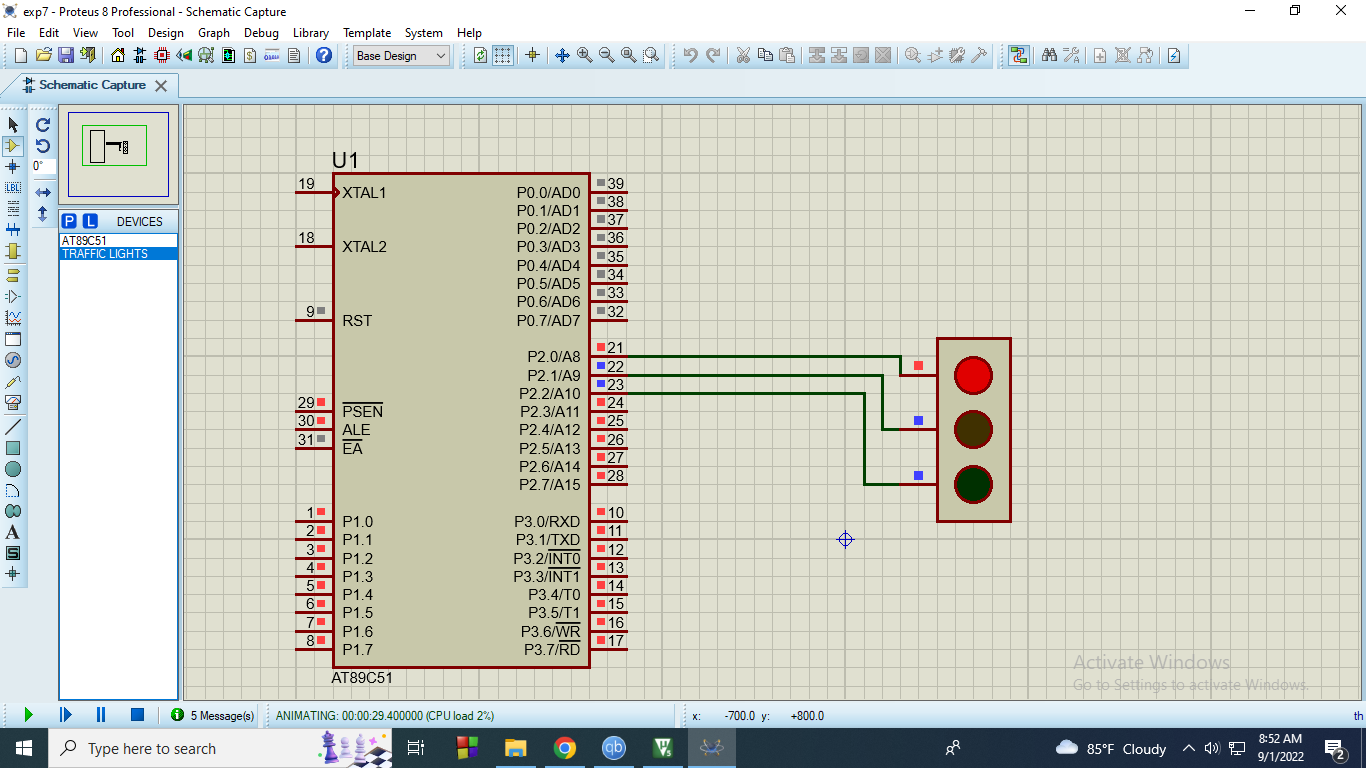 exp7 - Proteus 8 Professional - Schematic Capture
File Edit View Tool Design Graph Debug Library Template System Help
Base Design
Schematic Capture
0°
P L DEVICES
AT89C51
TRAFFIC LIGHTS
LBL
A
S
U1
19 XTAL1
18 XTAL2
9 RST
29 PSEN
30 ALE
31 EA
1 P1.0
2 P1.1
3 P1.2
4 P1.3
5 P1.4
6 P1.5
7 P1.6
8 P1.7
P0.0/AD0 39
P0.1/AD1 38
P0.2/AD2 37
P0.3/AD3 36
P0.4/AD4 35
P0.5/AD5 34
P0.6/AD6 33
P0.7/AD7 32
P2.0/A8 21
P2.1/A9 22
P2.2/A10 23
P2.3/A11 24
P2.4/A12 25
P2.5/A13 26
P2.6/A14 27
P2.7/A15 28
P3.0/RXD 10
P3.1/TXD 11
P3.2/INT0 12
P3.3/INT1 13
P3.4/T0 14
P3.5/T1 15
P3.6/WR 16
P3.7/RD 17
AT89C51
Activate Windows
Go to Settings to activate Windows.
5 Message(s)
ANIMATING: 00:00:29.400000 (CPU load 2%)
x: -700.0 y: +800.0
th
Type here to search
qb
85°F Cloudy
8:52 AM
9/1/2022
2